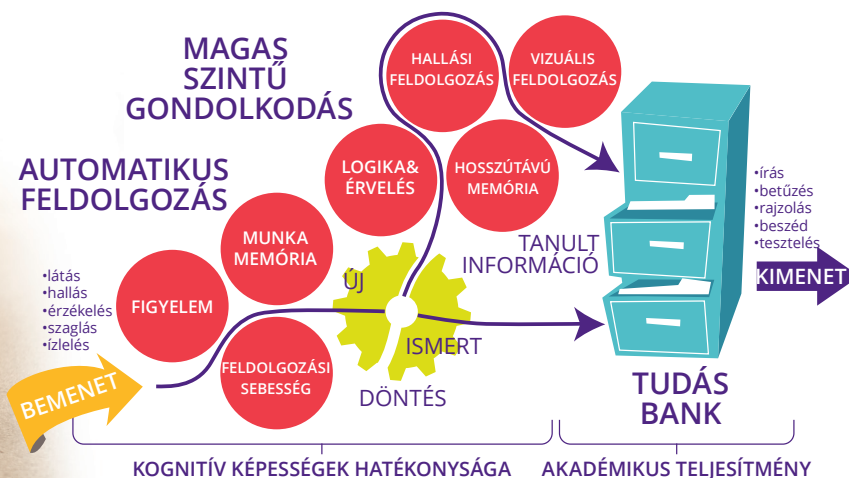 MAGAS
SZINTŰ
GONDOLKODÁS
HALLÁSI
FELDOLGOZÁS
VIZUÁLIS
FELDOLGOZÁS
AUTOMATIKUS
FELDOLGOZÁS
LOGIKA&
ÉRVELÉS
HOSSZÚTÁVÚ
MEMÓRIA
•írás
•betűzés
•rajzolás
•beszéd
•tesztelés
MUNKA
MEMÓRIA
TANULT
INFORMÁCIÓ
•látás
•hallás
•érzékelés
•szaglás
•ízlelés
FIGYELEM
ÚJ
KIMENET
ISMERT
FELDOLGOZÁSI
SEBESSÉG
DÖNTÉS
BEMENET
TUDÁS
BANK
KOGNITÍV KÉPESSÉGEK HATÉKONYSÁGA
AKADÉMIKUS TELJESÍTMÉNY